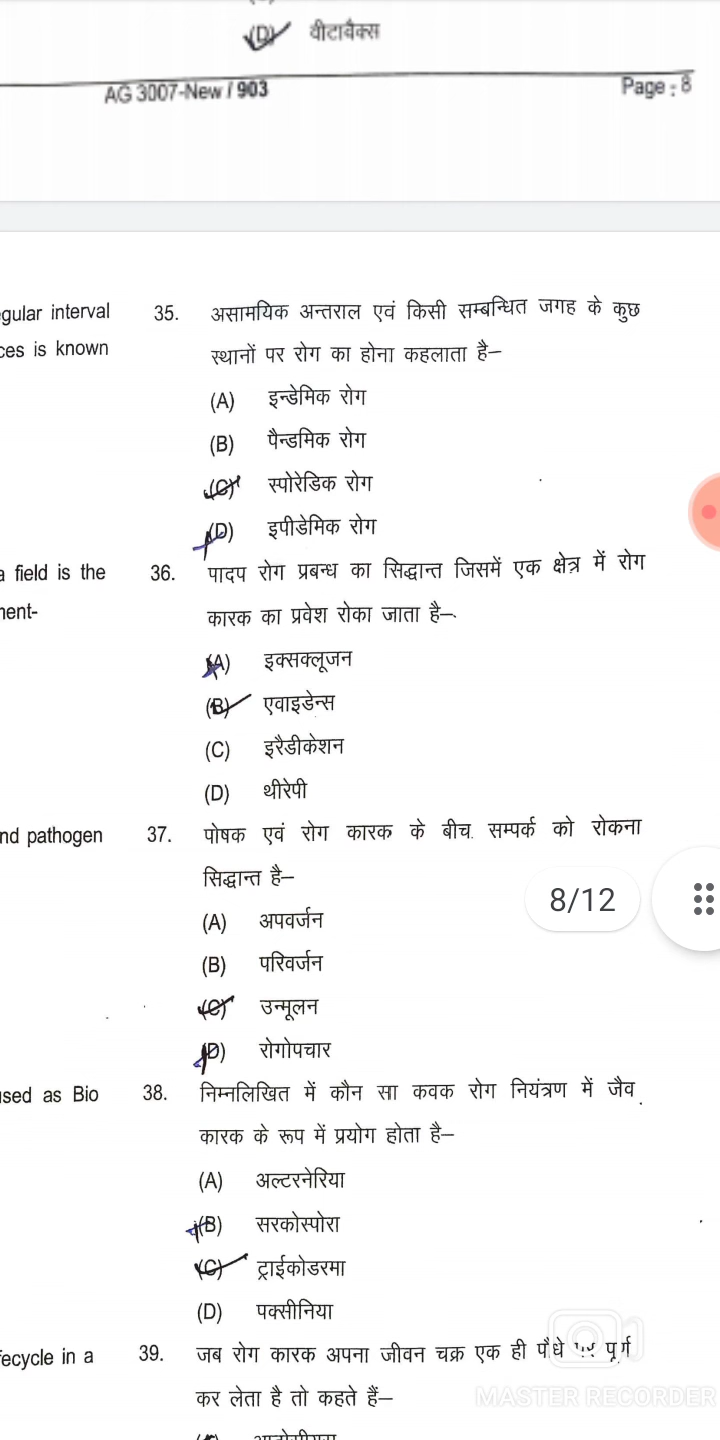 (D) वीटावैक्स
AG 3007-New / 903 Page : 8
gular interval 35. असामयिक अन्तराल एवं किसी सम्बन्धित जगह के कुछ
ces is known स्थानों पर रोग का होना कहलाता है–
(A) इन्डेमिक रोग
(B) पैन्डमिक रोग
(C) स्पोरेडिक रोग
(D) इपीडेमिक रोग
a field is the 36. पादप रोग प्रबन्ध का सिद्धान्त जिसमें एक क्षेत्र में रोग
ment- कारक का प्रवेश रोका जाता है–
(A) इक्सक्लूजन
(B) एवाइडेन्स
(C) इरैडीकेशन
(D) थीरेपी
nd pathogen 37. पोषक एवं रोग कारक के बीच सम्पर्क को रोकना
सिद्धान्त है–
8/12
(A) अपवर्जन
(B) परिवर्जन
(C) उन्मूलन
(D) रोगोपचार
used as Bio 38. निम्नलिखित में कौन सा कवक रोग नियंत्रण में जैव
कारक के रूप में प्रयोग होता है–
(A) अल्टरनेरिया
(B) सरकोस्पोरा
(C) ट्राईकोडरमा
(D) पक्सीनिया
fecycle in a 39. जब रोग कारक अपना जीवन चक्र एक ही पौधे पर पूर्ण
कर लेता है तो कहते हैं–
MASTER RECORDER